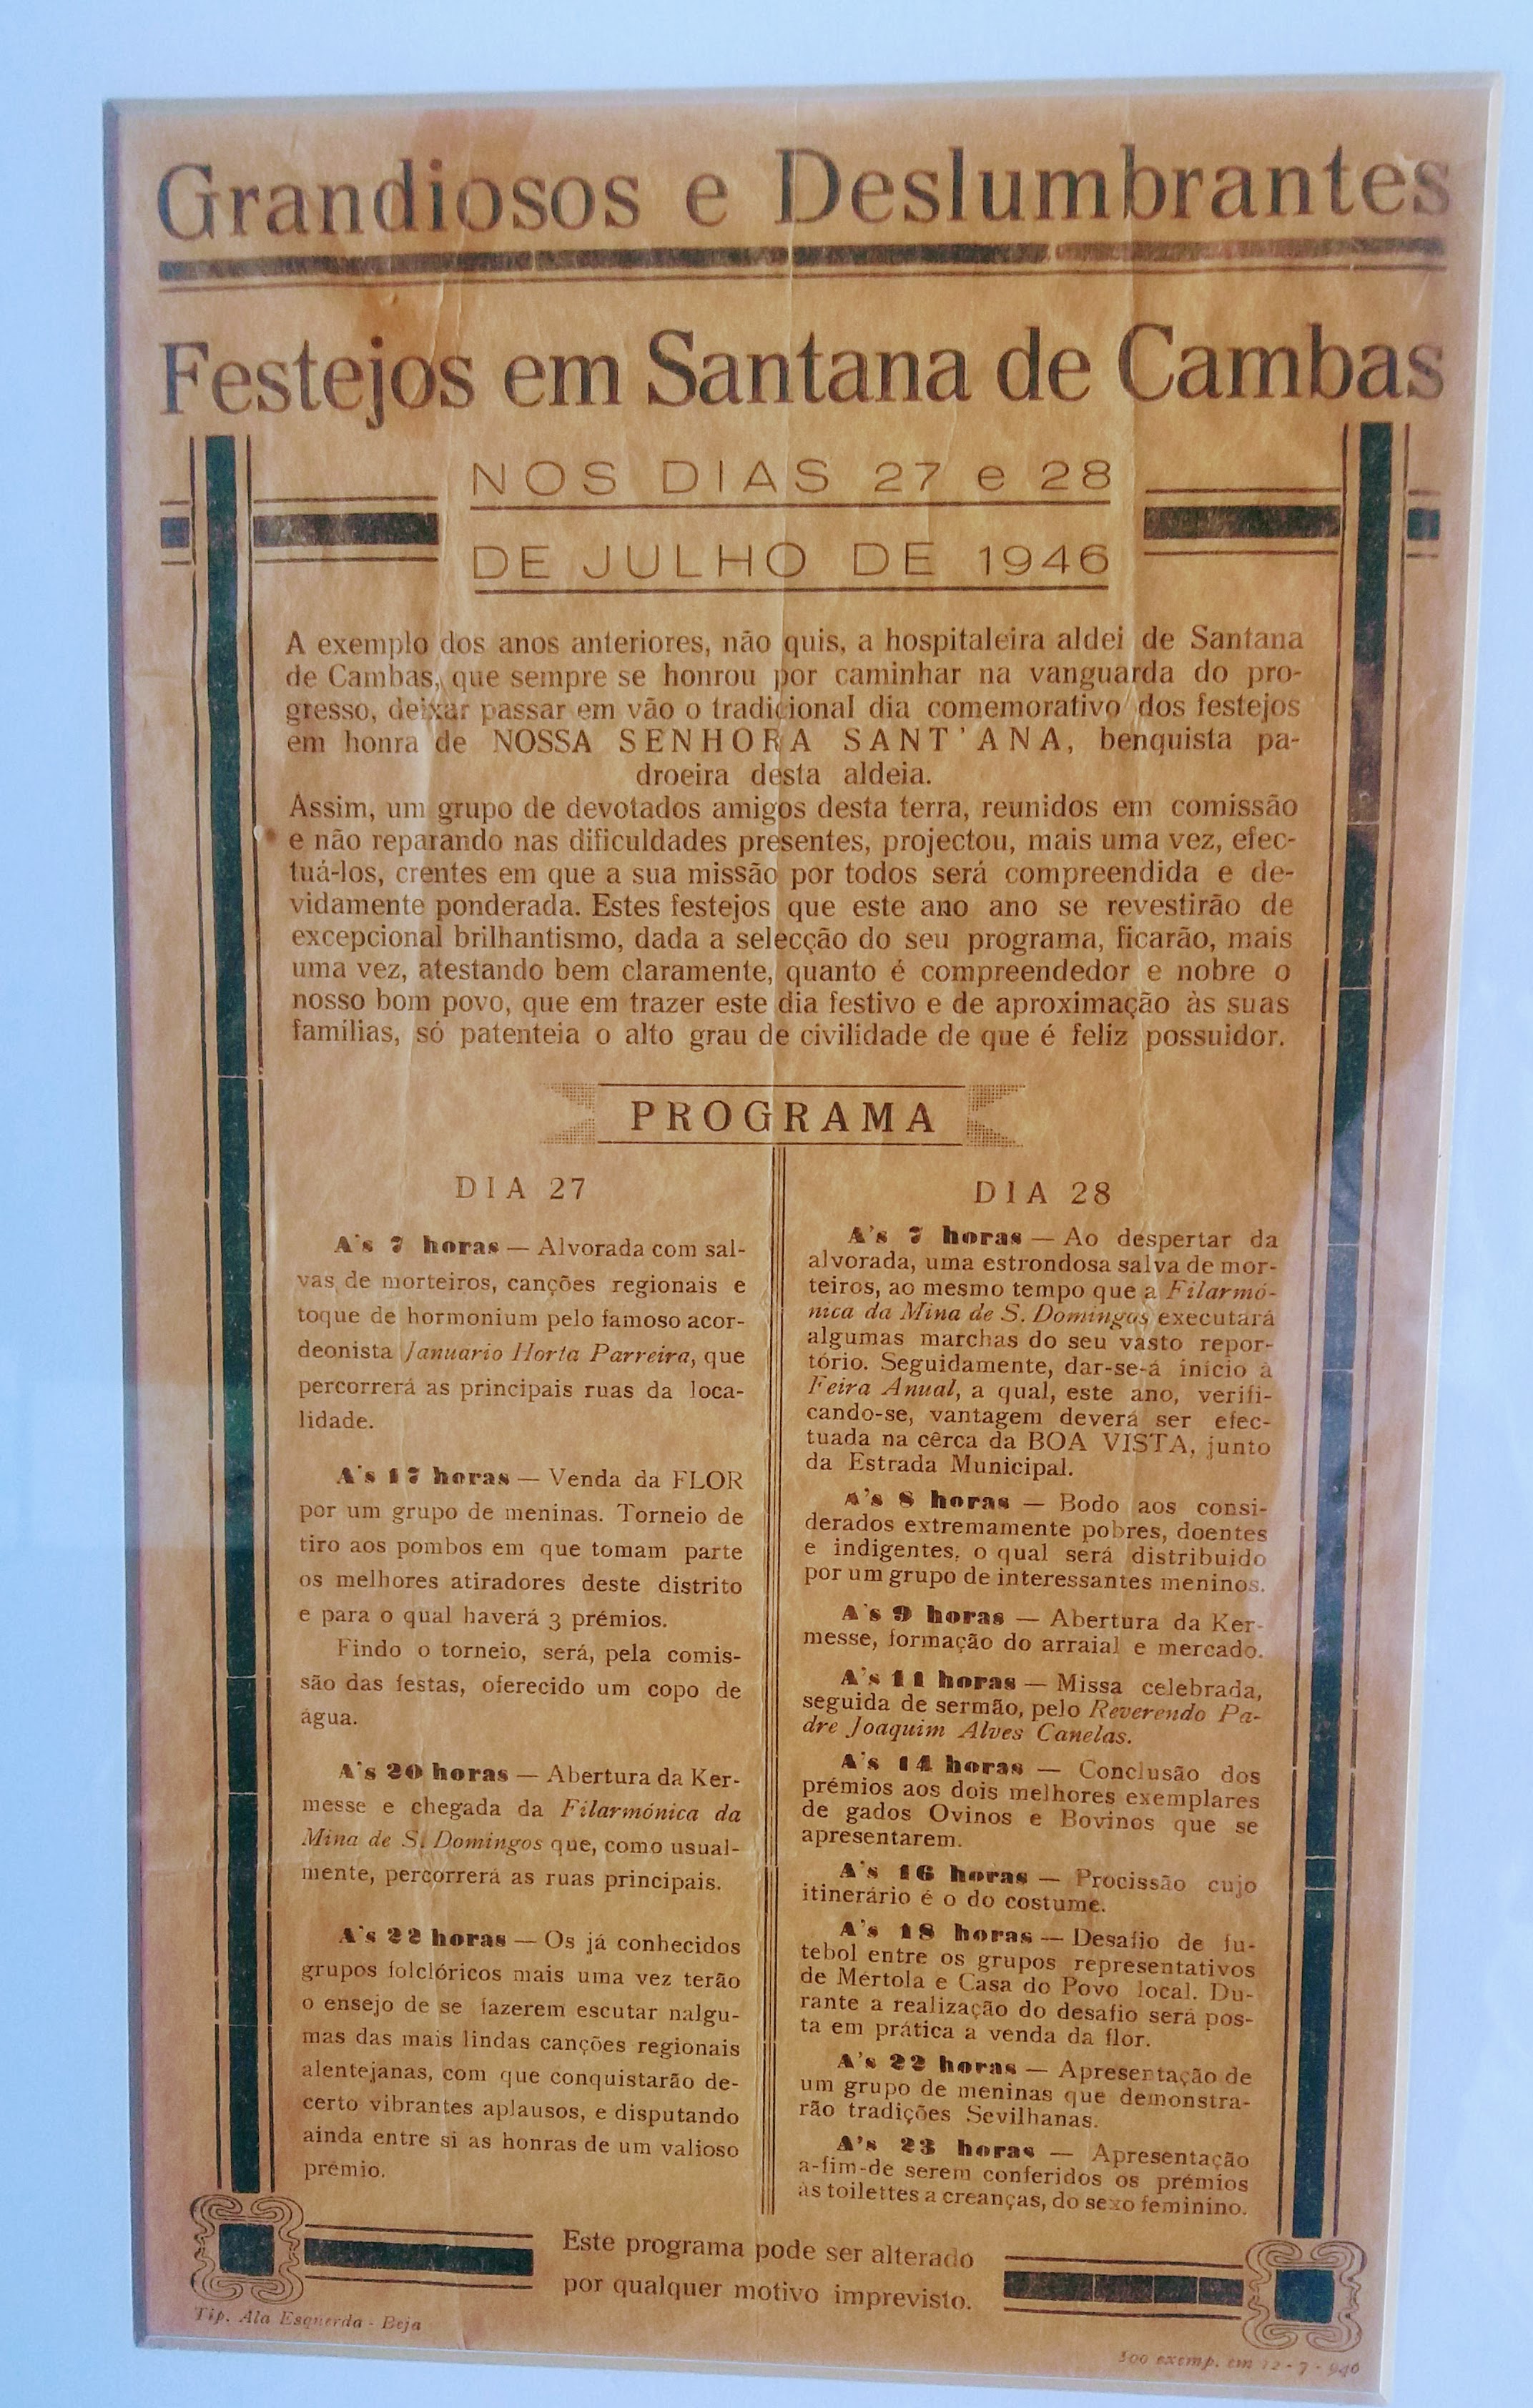 Grandiosos e Deslumbrantes
Festejos em Santana de Cambas
NOS DIAS 27 e 28
DE JULHO DE 1946
A exemplo dos anos anteriores, não quis, a hospitaleira aldei de Santana
de Cambas, que sempre se honrou por caminhar na vanguarda do pro-
gresso, deixar passar em vão o tradicional dia comemorativo dos festejos
em honra de NOSSA SENHORA SANT'ANA, benquista pa-
droeira desta aldeia.
Assim, um grupo de devotados amigos desta terra, reunidos em comissão
e não reparando nas dificuldades presentes, projectou, mais uma vez, efec-
tuá-los, crentes em que a sua missão por todos será compreendida e de-
vidamente ponderada. Estes festejos que este ano ano se revestirão de
excepcional brilhantismo, dada a selecção do seu programa, ficarão, mais
uma vez, atestando bem claramente, quanto é compreendedor e nobre o
nosso bom povo, que em trazer este dia festivo e de aproximação às suas
famílias, só patenteia o alto grau de civilidade de que é feliz possuidor.
PROGRAMA
DIA 27
A's 7 horas — Alvorada com sal-
vas de morteiros, canções regionais e
toque de hormonium pelo famoso acor-
deonista Januario Horta Parreira, que
percorrerá as principais ruas da loca-
lidade.
A's 17 horas — Venda da FLOR
por um grupo de meninas. Torneio de
tiro aos pombos em que tomam parte
os melhores atiradores deste distrito
e para o qual haverá 3 prémios.
Findo o torneio, será, pela comis-
são das festas, oferecido um copo de
água.
A's 20 horas — Abertura da Ker-
messe e chegada da Filarmónica da
Mina de S. Domingos que, como usual-
mente, percorrerá as ruas principais.
A's 22 horas — Os já conhecidos
grupos folclóricos mais uma vez terão
o ensejo de se fazerem escutar nalgu-
mas das mais lindas canções regionais
alentejanas, com que conquistarão de-
certo vibrantes aplausos, e disputando
ainda entre si as honras de um valioso
prémio.
DIA 28
A's 7 horas — Ao despertar da
alvorada, uma estrondosa salva de mor-
teiros, ao mesmo tempo que a Filarmó-
nica da Mina de S. Domingos executará
algumas marchas do seu vasto repor-
tório. Seguidamente, dar-se-á início à
Feira Anual, a qual, este ano, verifi-
cando-se, vantagem deverá ser efec-
tuada na cêrca da BOA VISTA, junto
da Estrada Municipal.
A's 8 horas — Bodo aos consi-
derados extremamente pobres, doentes
e indigentes, o qual será distribuido
por um grupo de interessantes meninos.
A's 9 horas — Abertura da Ker-
messe, formação do arraial e mercado.
A's 11 horas — Missa celebrada,
seguida de sermão, pelo Reverendo Pa-
dre Joaquim Alves Canelas.
A's 14 horas — Conclusão dos
prémios aos dois melhores exemplares
de gados Ovinos e Bovinos que se
apresentarem.
A's 16 horas — Procissão cujo
itinerário é o do costume.
A's 18 horas — Desafio de fu-
tebol entre os grupos representativos
de Mértola e Casa do Povo local. Du-
rante a realização do desafio será pos-
ta em prática a venda da flor.
A's 22 horas — Apresentação de
um grupo de meninas que demonstra-
rão tradições Sevilhanas.
A's 23 horas — Apresentação
a-fim-de serem conferidos os prémios
às toilettes a creanças, do sexo feminino.
Este programa pode ser alterado
por qualquer motivo imprevisto.
Tip. Ala Esquerda - Beja
500 exemp. em 12 - 7 - 946